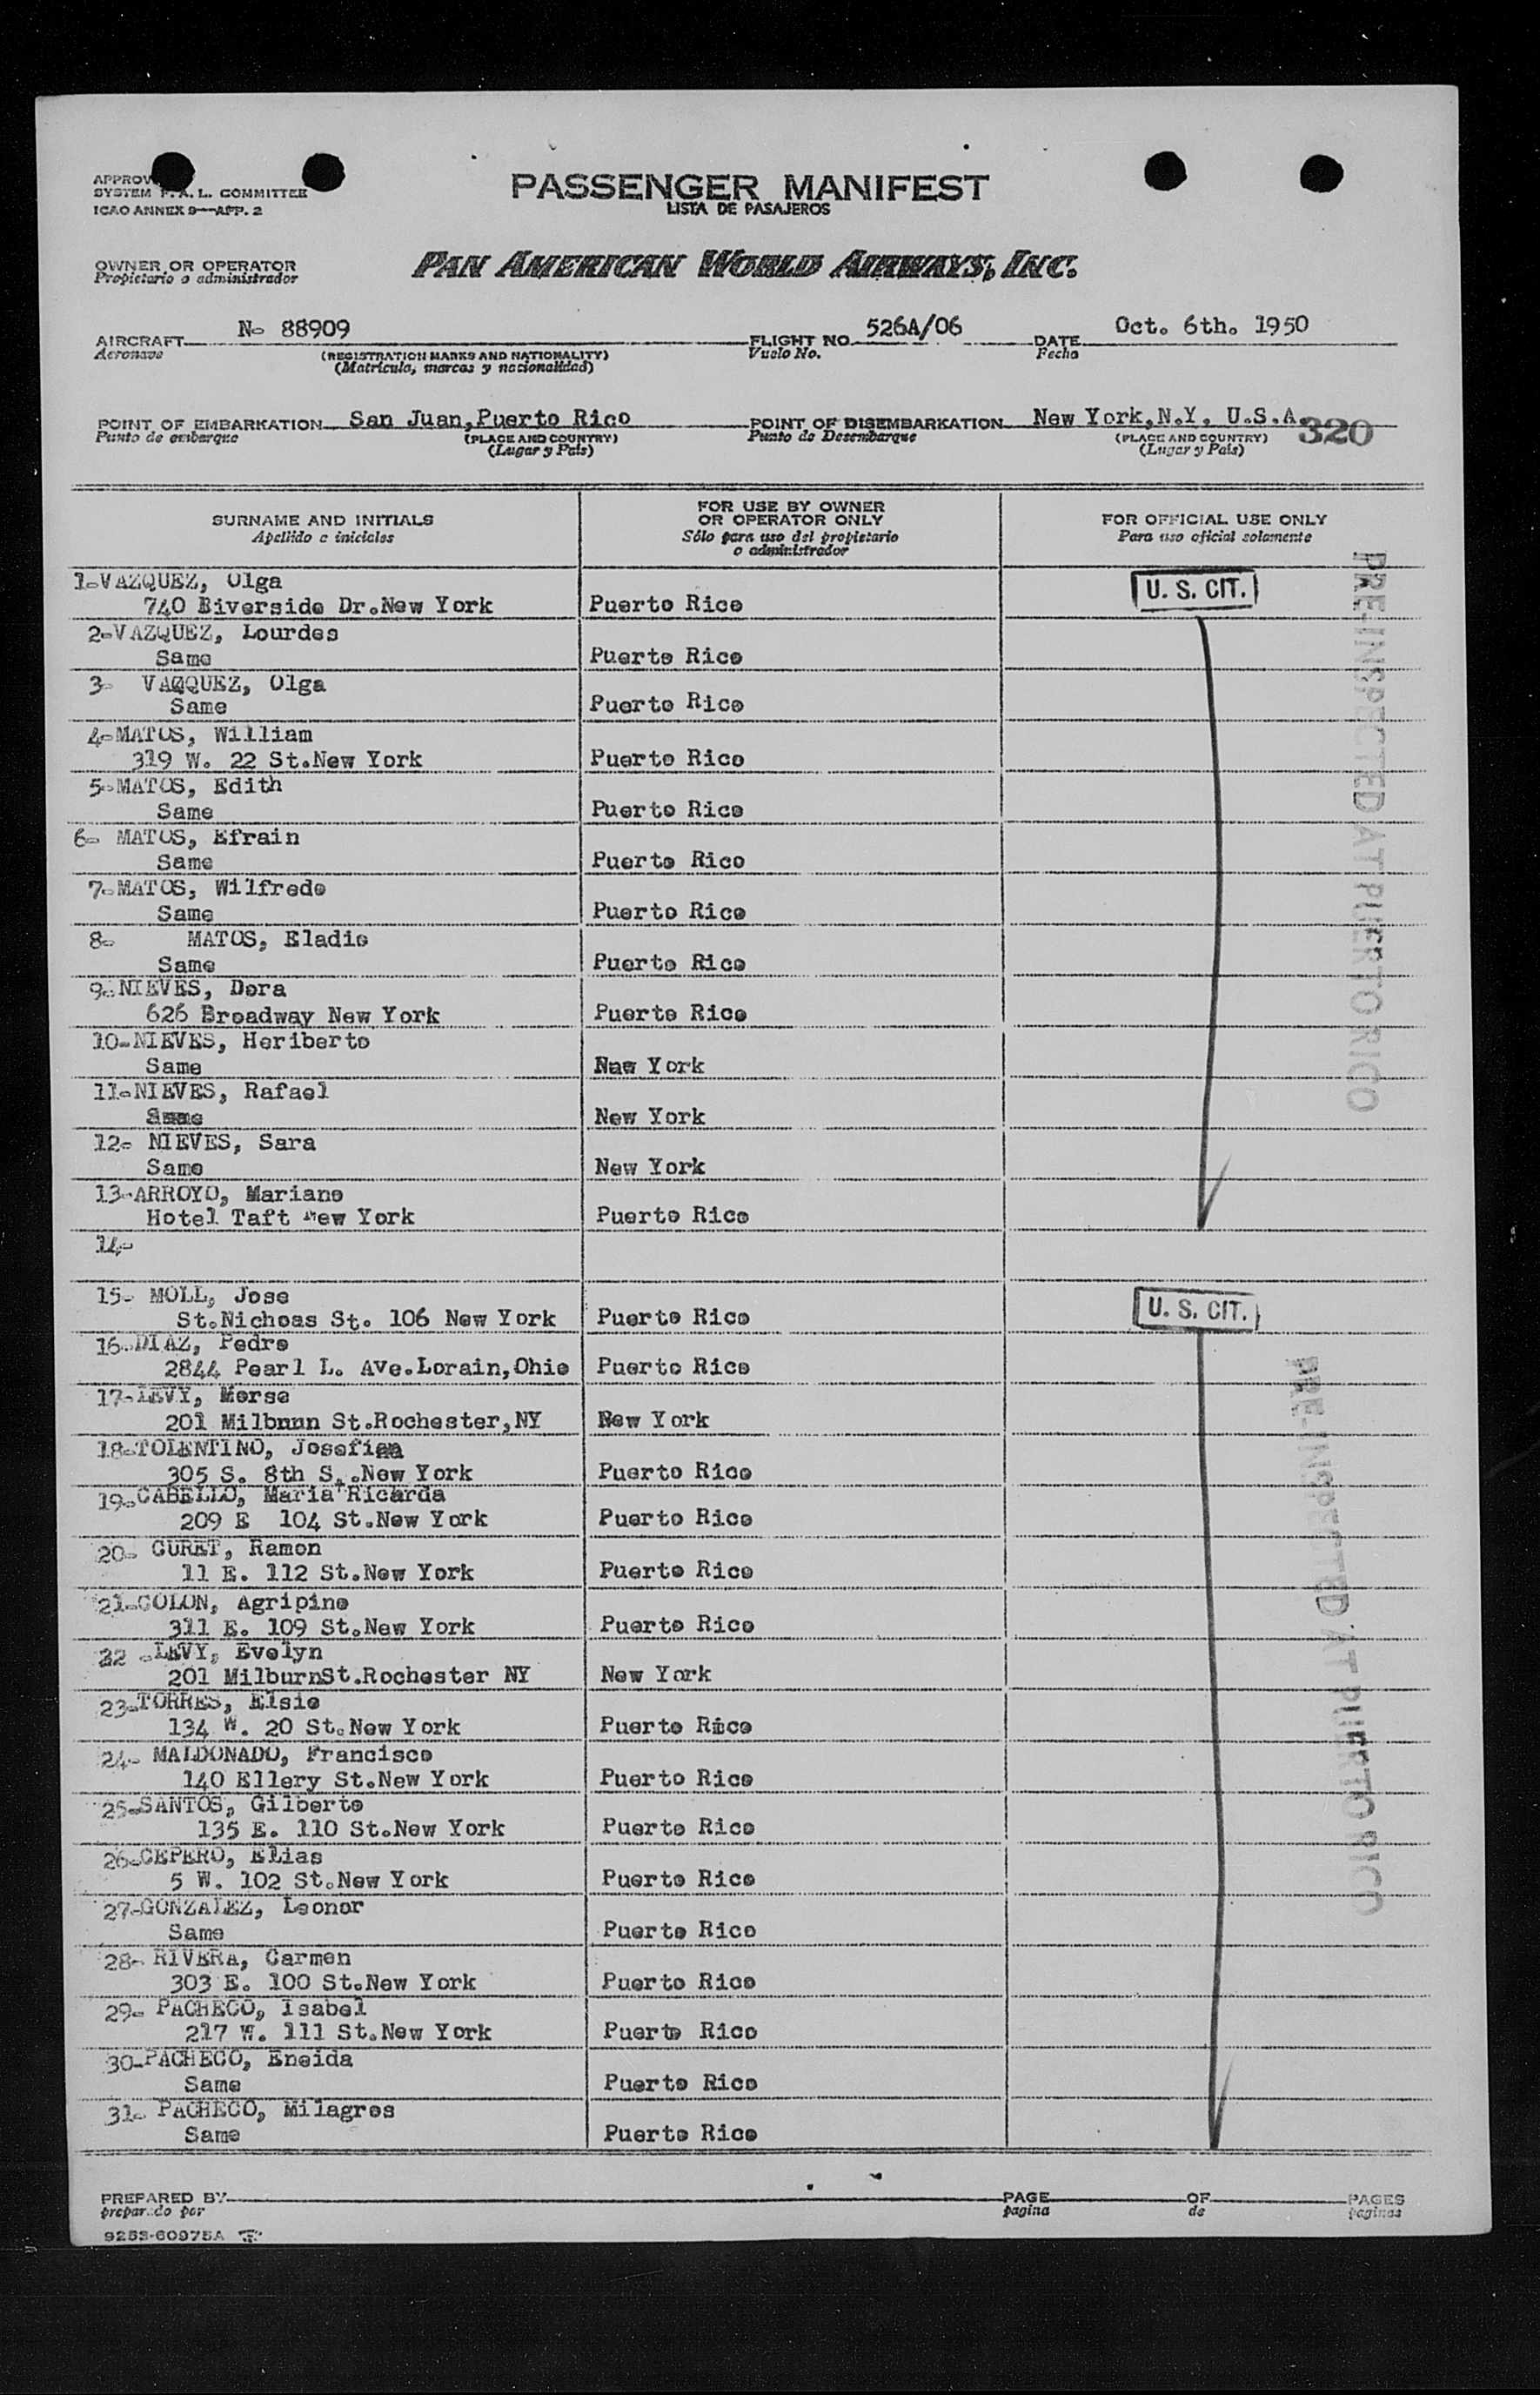 PASSENGER MANIFEST
LISTA DE PASAJEROS
SYSTEM F. A. L. COMMITTEE
ICAO ANNEX 9—APP. 2
OWNER OR OPERATOR
Propietario o administrador
PAN AMERICAN WORLD AIRWAYS, INC.
AIRCRAFT No 88909 FLIGHT NO. 526A/06 DATE Oct. 6th. 1950
Aeronave (REGISTRATION MARKS AND NATIONALITY) Vuelo No. Fecha
(Matricula, marcas y nacionalidad)
POINT OF EMBARKATION San Juan,Puerto Rico POINT OF DISEMBARKATION New York,N.Y. U.S.A.
320
Punto de embarque (PLACE AND COUNTRY) Punto de Desembarque (PLACE AND COUNTRY)
(Lugar y Pais) (Lugar y Pais)
SURNAME AND INITIALS
Apellido e iniciales
FOR USE BY OWNER
OR OPERATOR ONLY
Sólo para uso del propietario
o administrador
FOR OFFICIAL USE ONLY
Para uso oficial solamente
1-VAZQUEZ, Olga
740 Riverside Dr.New York Puerto Rico U. S. CIT.
2-VAZQUEZ, Lourdes
Same Puerto Rico
3- VAZQUEZ, Olga
Same Puerto Rico
4-MATOS, William
319 W. 22 St.New York Puerto Rico
5-MATOS, Edith
Same Puerto Rico
6- MATOS, Efrain
Same Puerto Rico
7-MATOS, Wilfredo
Same Puerto Rico
8- MATOS, Eladio
Same Puerto Rico
9-NIEVES, Dora
626 Broadway New York Puerto Rico
10-NIEVES, Heriberto
Same New York
11-NIEVES, Rafael
Same New York
12- NIEVES, Sara
Same New York
13-ARROYO, Mariano
Hotel Taft New York Puerto Rico
14-
15- MOLL, Jose
St.Nichoas St. 106 New York Puerto Rico U. S. CIT.
16-DIAZ, Pedro
2844 Pearl L. Ave.Lorain,Ohio Puerto Rico
17-LEVY, Morse
201 Milbnun St.Rochester,NY New York
18-TOLENTINO, Josefina
305 S. 8th St.New York Puerto Rico
19-CABELLO, Maria Ricarda
209 E 104 St.New York Puerto Rico
20- CURET, Ramon
11 E. 112 St.New York Puerto Rico
21-COLON, Agripino
311 E. 109 St.New York Puerto Rico
22 -LEVY, Evelyn
201 MilburnSt.Rochester NY New York
23-TORRES, Elsie
134 W. 20 St.New York Puerto Rico
24- MALDONADO, Francisco
140 Ellery St.New York Puerto Rico
25-SANTOS, Gilberto
135 E. 110 St.New York Puerto Rico
26-CEPERO, Elias
5 W. 102 St.New York Puerto Rico
27-GONZALEZ, Leonor
Same Puerto Rico
28- RIVERA, Carmen
303 E. 100 St.New York Puerto Rico
29- PACHECO, Isabel
217 W. 111 St.New York Puerto Rico
30-PACHECO, Eneida
Same Puerto Rico
31- PACHECO, Milagros
Same Puerto Rico
PRE-INSPECTED AT PUERTO RICO
PRE-INSPECTED AT PUERTO RICO
PREPARED BY PAGE OF PAGES
preparado por pagina de paginas
9253-60975A